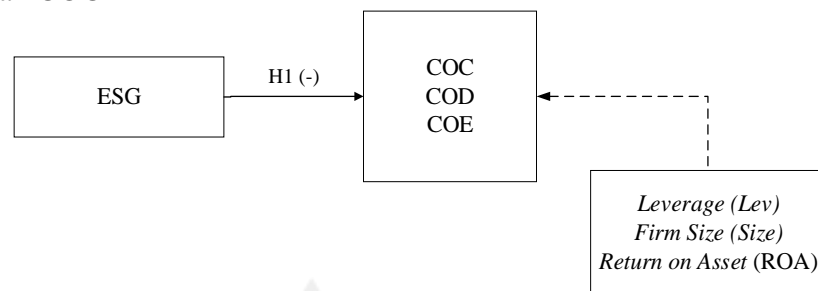 ESG
H1 (-)
COC
COD
COE
Leverage (Lev)
Firm Size (Size)
Return on Asset (ROA)